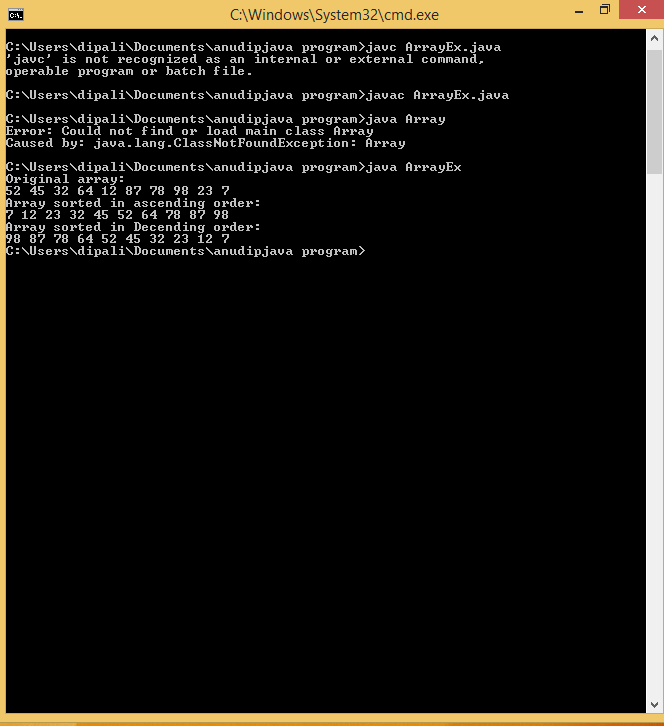 C:\Windows\System32\cmd.exe
C:\Users\dipali\Documents\anudipjava program>javc ArrayEx.java
'javc' is not recognized as an internal or external command,
operable program or batch file.
C:\Users\dipali\Documents\anudipjava program>javac ArrayEx.java
C:\Users\dipali\Documents\anudipjava program>java Array
Error: Could not find or load main class Array
Caused by: java.lang.ClassNotFoundException: Array
C:\Users\dipali\Documents\anudipjava program>java ArrayEx
Original array:
52 45 32 64 12 87 78 98 23 7
Array sorted in ascending order:
7 12 23 32 45 52 64 78 87 98
Array sorted in Decending order:
98 87 78 64 52 45 32 23 12 7
C:\Users\dipali\Documents\anudipjava program>